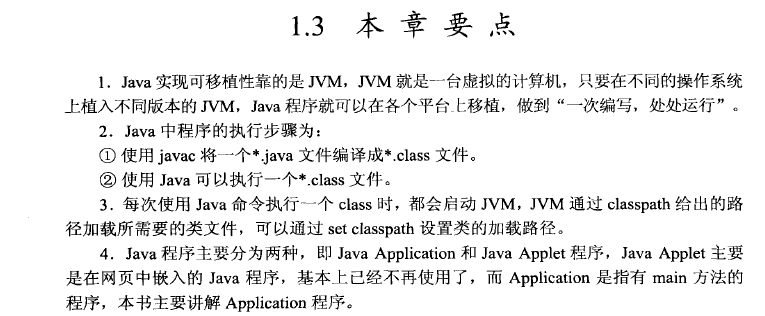 1.3 本章要点
1．Java 实现可移植性靠的是 JVM，JVM 就是一台虚拟的计算机，只要在不同的操作系统
上植入不同版本的 JVM，Java 程序就可以在各个平台上移植，做到“一次编写，处处运行”。
2．Java 中程序的执行步骤为：
① 使用 javac 将一个*.java 文件编译成*.class 文件。
② 使用 Java 可以执行一个*.class 文件。
3．每次使用 Java 命令执行一个 class 时，都会启动 JVM，JVM 通过 classpath 给出的路
径加载所需要的类文件，可以通过 set classpath 设置类的加载路径。
4．Java 程序主要分为两种，即 Java Application 和 Java Applet 程序，Java Applet 主要
是在网页中嵌入的 Java 程序，基本上已经不再使用了，而 Application 是指有 main 方法的
程序，本书主要讲解 Application 程序。